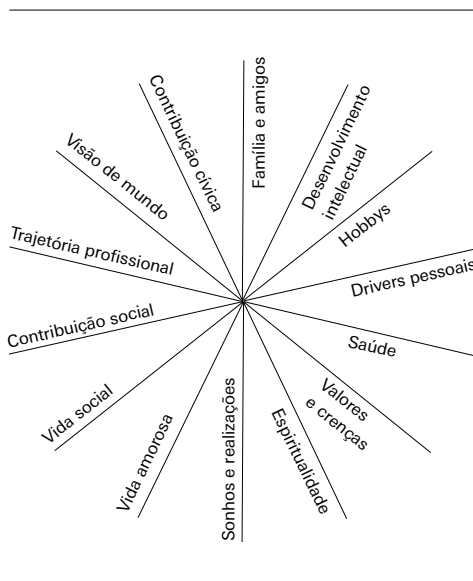 Família e amigos
Desenvolvimento
intelectual
Hobbys
Drivers pessoais
Saúde
Valores
e crenças
Espiritualidade
Sonhos e realizações
Vida amorosa
Vida social
Contribuição social
Trajetória profissional
Visão de mundo
Contribuição cívica